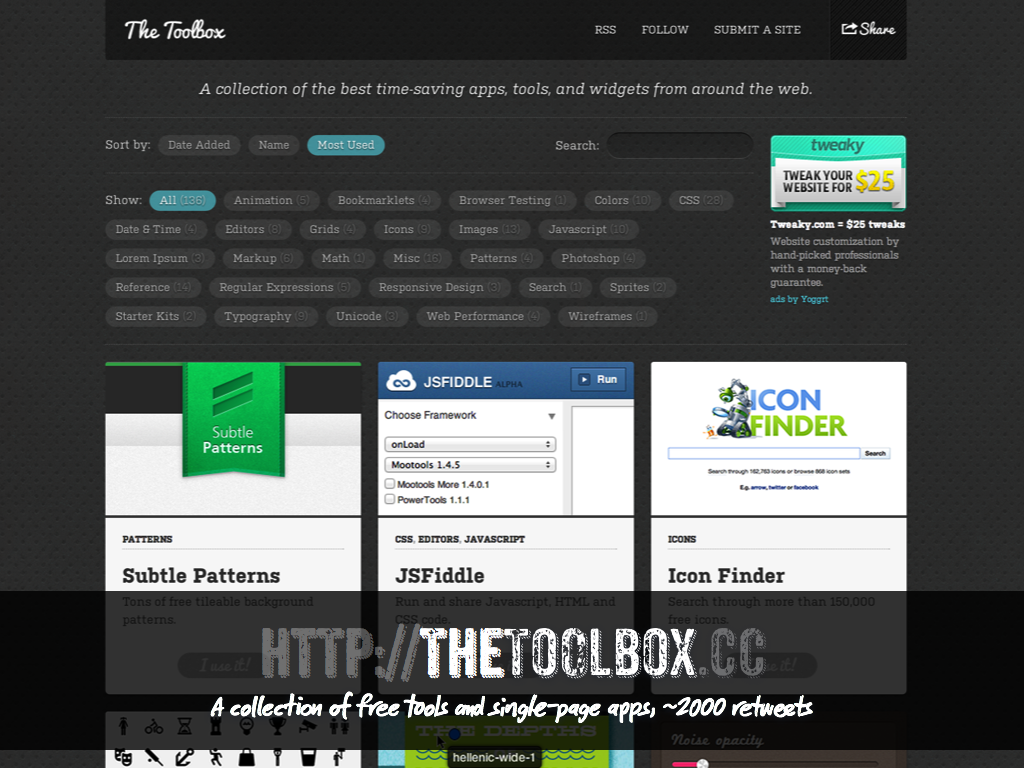 The Toolbox
RSS FOLLOW SUBMIT A SITE Share
A collection of the best time-saving apps, tools, and widgets from around the web.
Sort by: Date Added Name Most Used Search:
tweaky
TWEAK YOUR
WEBSITE FOR $25
Tweaky.com = $25 tweaks
Website customization by
hand-picked professionals
with a money-back
guarantee.
ads by Yoggrt
Show: All (136) Animation (5) Bookmarklets (4) Browser Testing (1) Colors (10) CSS (28)
Date & Time (4) Editors (8) Grids (4) Icons (9) Images (13) Javascript (10)
Lorem Ipsum (3) Markup (6) Math (1) Misc (16) Patterns (4) Photoshop (4)
Reference (14) Regular Expressions (5) Responsive Design (3) Search (1) Sprites (2)
Starter Kits (2) Typography (9) Unicode (3) Web Performance (4) Wireframes (1)
Subtle
Patterns
PATTERNS
Subtle Patterns
Tons of free tileable background
patterns.
I use it!
JSFIDDLE ALPHA Run
Choose Framework
onLoad
Mootools 1.4.5
Mootools More 1.4.0.1
PowerTools 1.1.1
CSS, EDITORS, JAVASCRIPT
JSFiddle
Run and share Javascript, HTML and
CSS code.
ICON
FINDER
Search
Search through 162,763 icons or browse 868 icon sets
E.g. arrow, twitter or facebook
ICONS
Icon Finder
Search through more than 150,000
free icons.
HTTP://THETOOLBOX.CC
A collection of free tools and single-page apps, ~2000 retweets
THE DEPTHS
hellenic-wide-1
Noise opacity